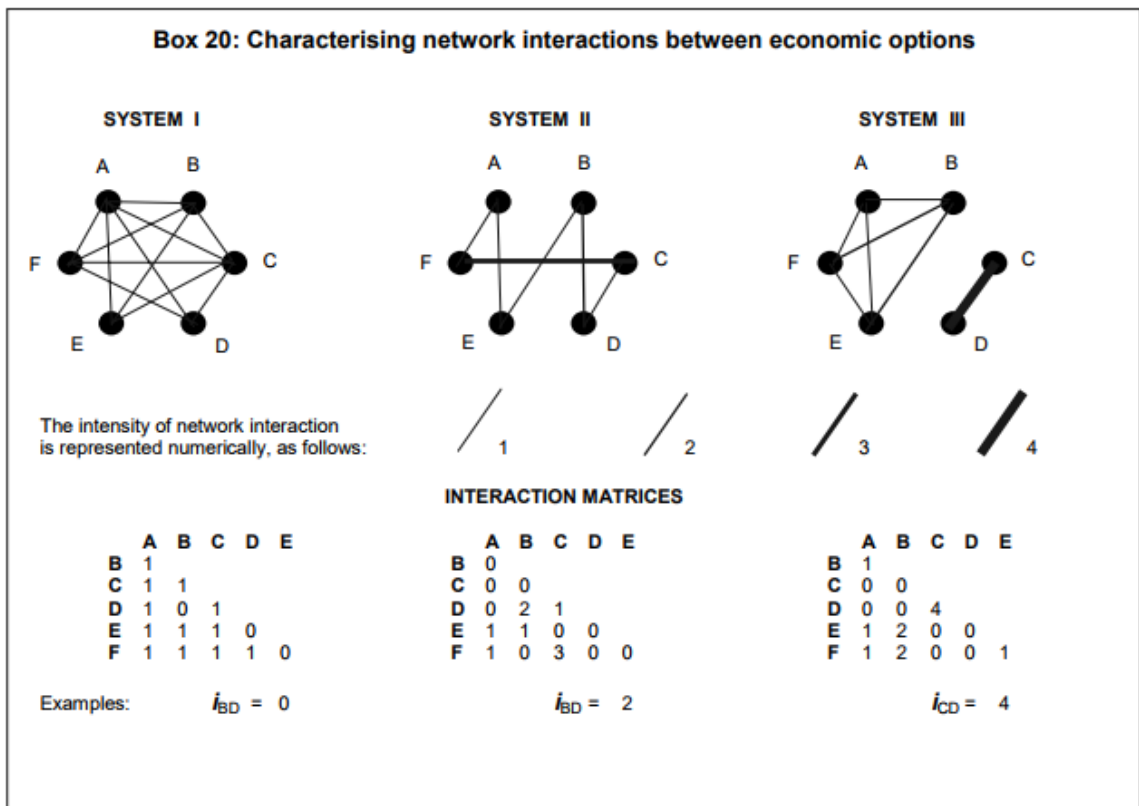 Box 20: Characterising network interactions between economic options
SYSTEM I
SYSTEM II
SYSTEM III
A B
F C
E D
A B
F C
E D
A B
F C
E D
The intensity of network interaction
is represented numerically, as follows:
1 2 3 4
INTERACTION MATRICES
A B C D E
B 1
C 1 1
D 1 0 1
E 1 1 1 0
F 1 1 1 1 0
A B C D E
B 0
C 0 0
D 0 2 1
E 1 1 0 0
F 1 0 3 0 0
A B C D E
B 1
C 0 0
D 0 0 4
E 1 2 0 0
F 1 2 0 0 1
Examples: iBD = 0 iBD = 2 iCD = 4